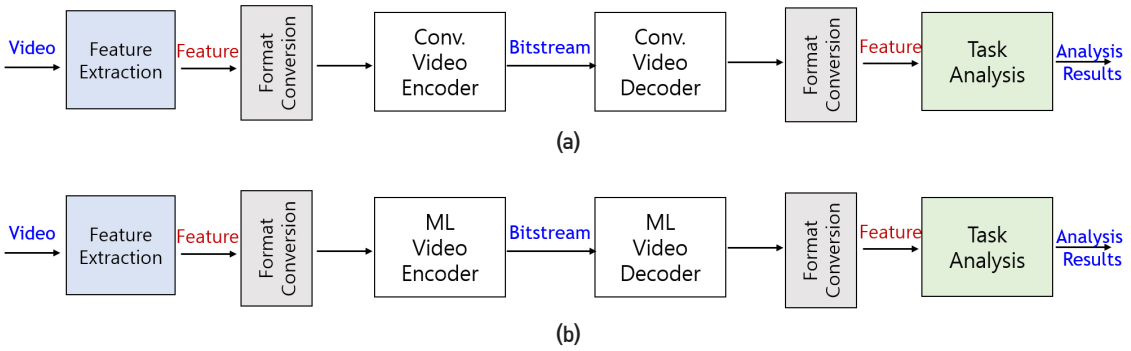 Video
Feature
Extraction
Feature
Format
Conversion
Conv.
Video
Encoder
Bitstream
Conv.
Video
Decoder
Format
Conversion
Feature
Task
Analysis
Analysis
Results
(a)
Video
Feature
Extraction
Feature
Format
Conversion
ML
Video
Encoder
Bitstream
ML
Video
Decoder
Format
Conversion
Feature
Task
Analysis
Analysis
Results
(b)